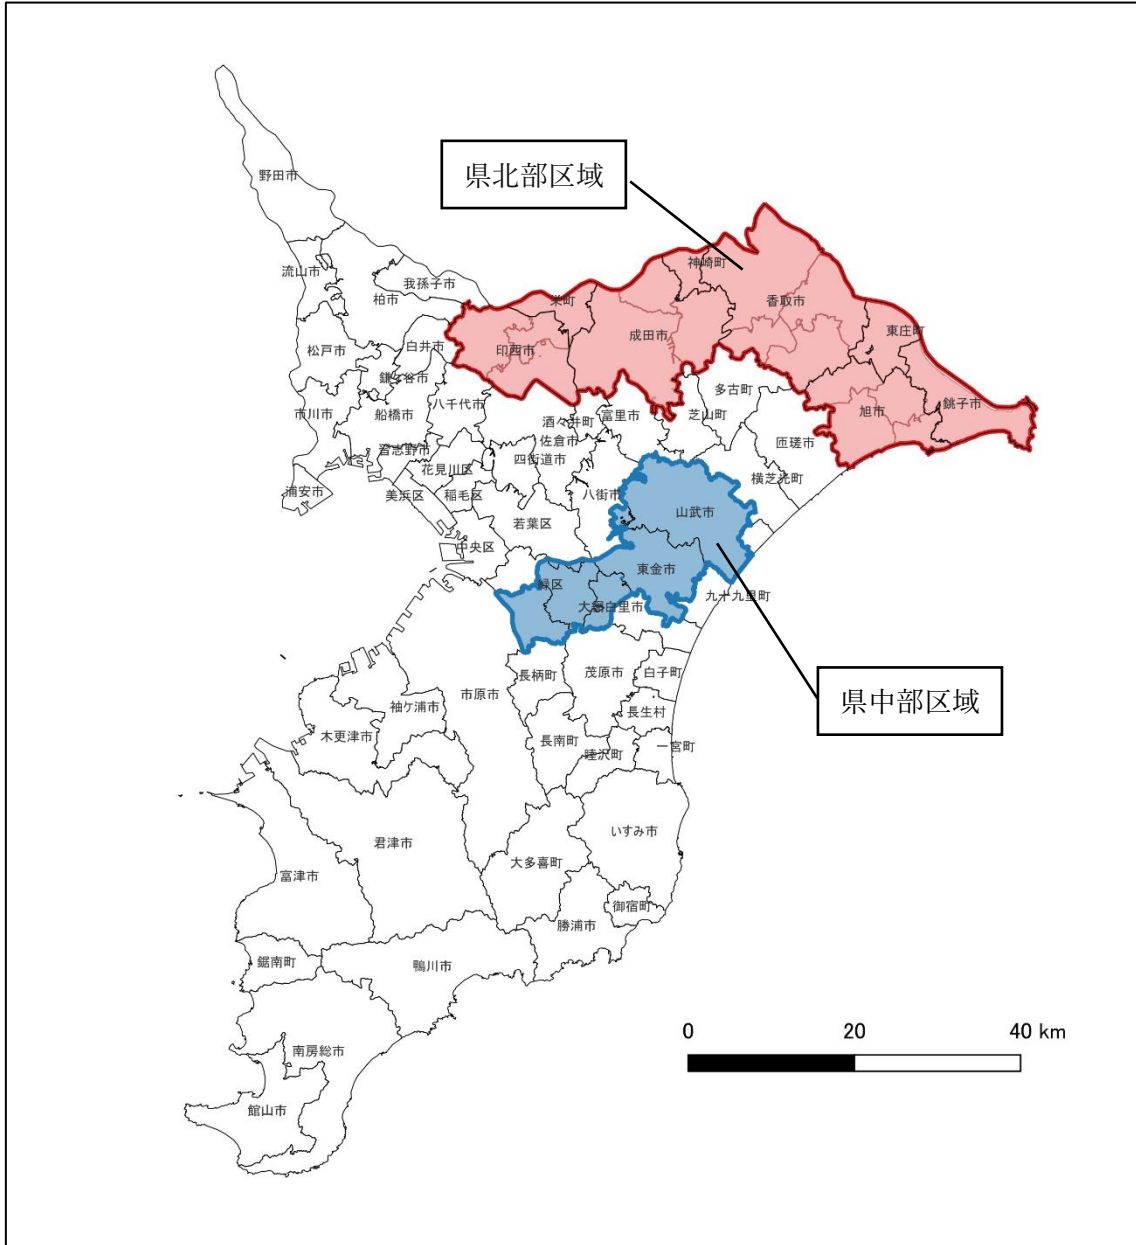 県北部区域
野田市
神崎町
流山市
我孫子市
柏市
栄町
香取市
東庄町
成田市
松戸市
白井市
印西市
鎌ケ谷市
多古町
八千代市
銚子市
市川市
船橋市
酒々井町
富里市
芝山町
旭市
佐倉市
匝瑳市
習志野市
四街道市
花見川区
横芝光町
浦安市
美浜区
稲毛区
八街市
若葉区
山武市
中央区
東金市
緑区
九十九里町
大網白里市
長柄町
茂原市
白子町
市原市
県中部区域
袖ケ浦市
長生村
木更津市
長南町
一宮町
睦沢町
いすみ市
君津市
大多喜町
富津市
御宿町
勝浦市
鋸南町
鴨川市
0 20 40 km
南房総市
館山市